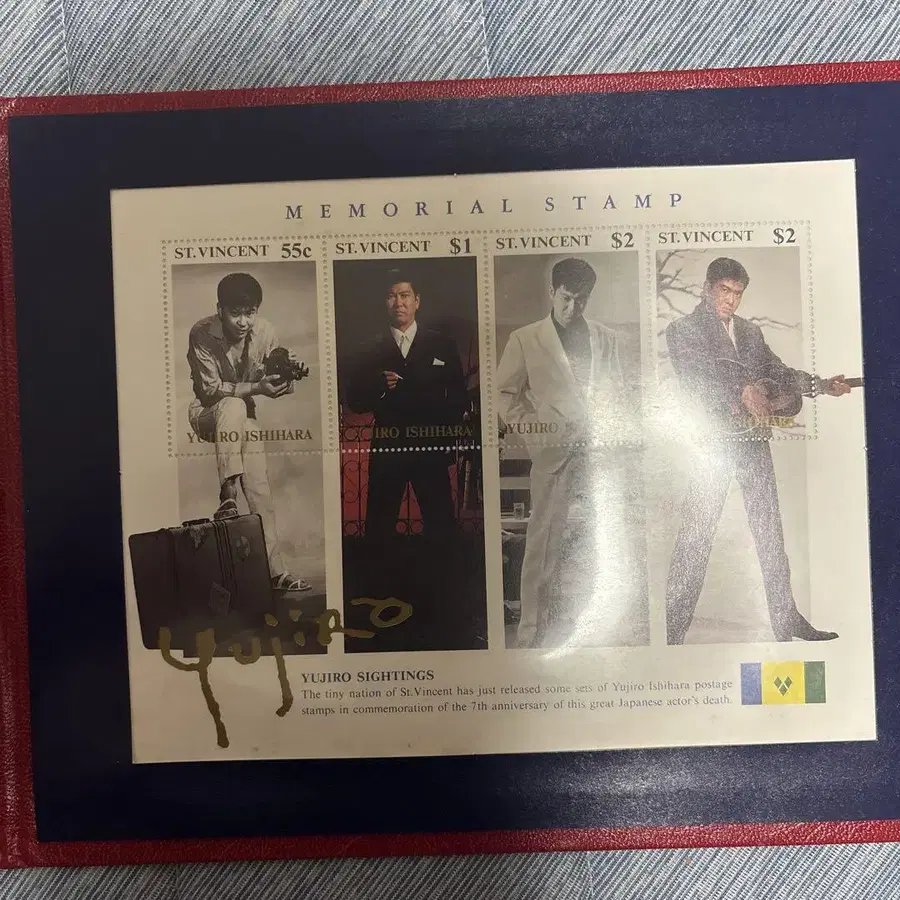 MEMORIAL STAMP
ST.VINCENT 55c
ST.VINCENT $1
ST.VINCENT $2
ST.VINCENT $2
YUJIRO ISHIHARA
IRO ISHIHARA
YUJIRO
Yujiro
YUJIRO SIGHTINGS
The tiny nation of St.Vincent has just released some sets of Yujiro Ishihara postage
stamps in commemoration of the 7th anniversary of this great Japanese actor's death.